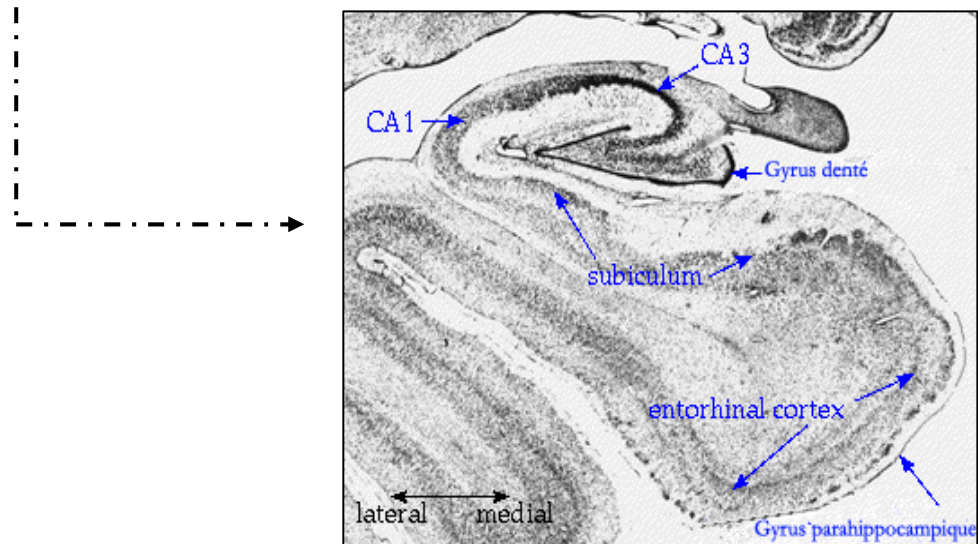 CA3
CA1
Gyrus denté
subiculum
entorhinal cortex
lateral medial
Gyrus parahippocampique